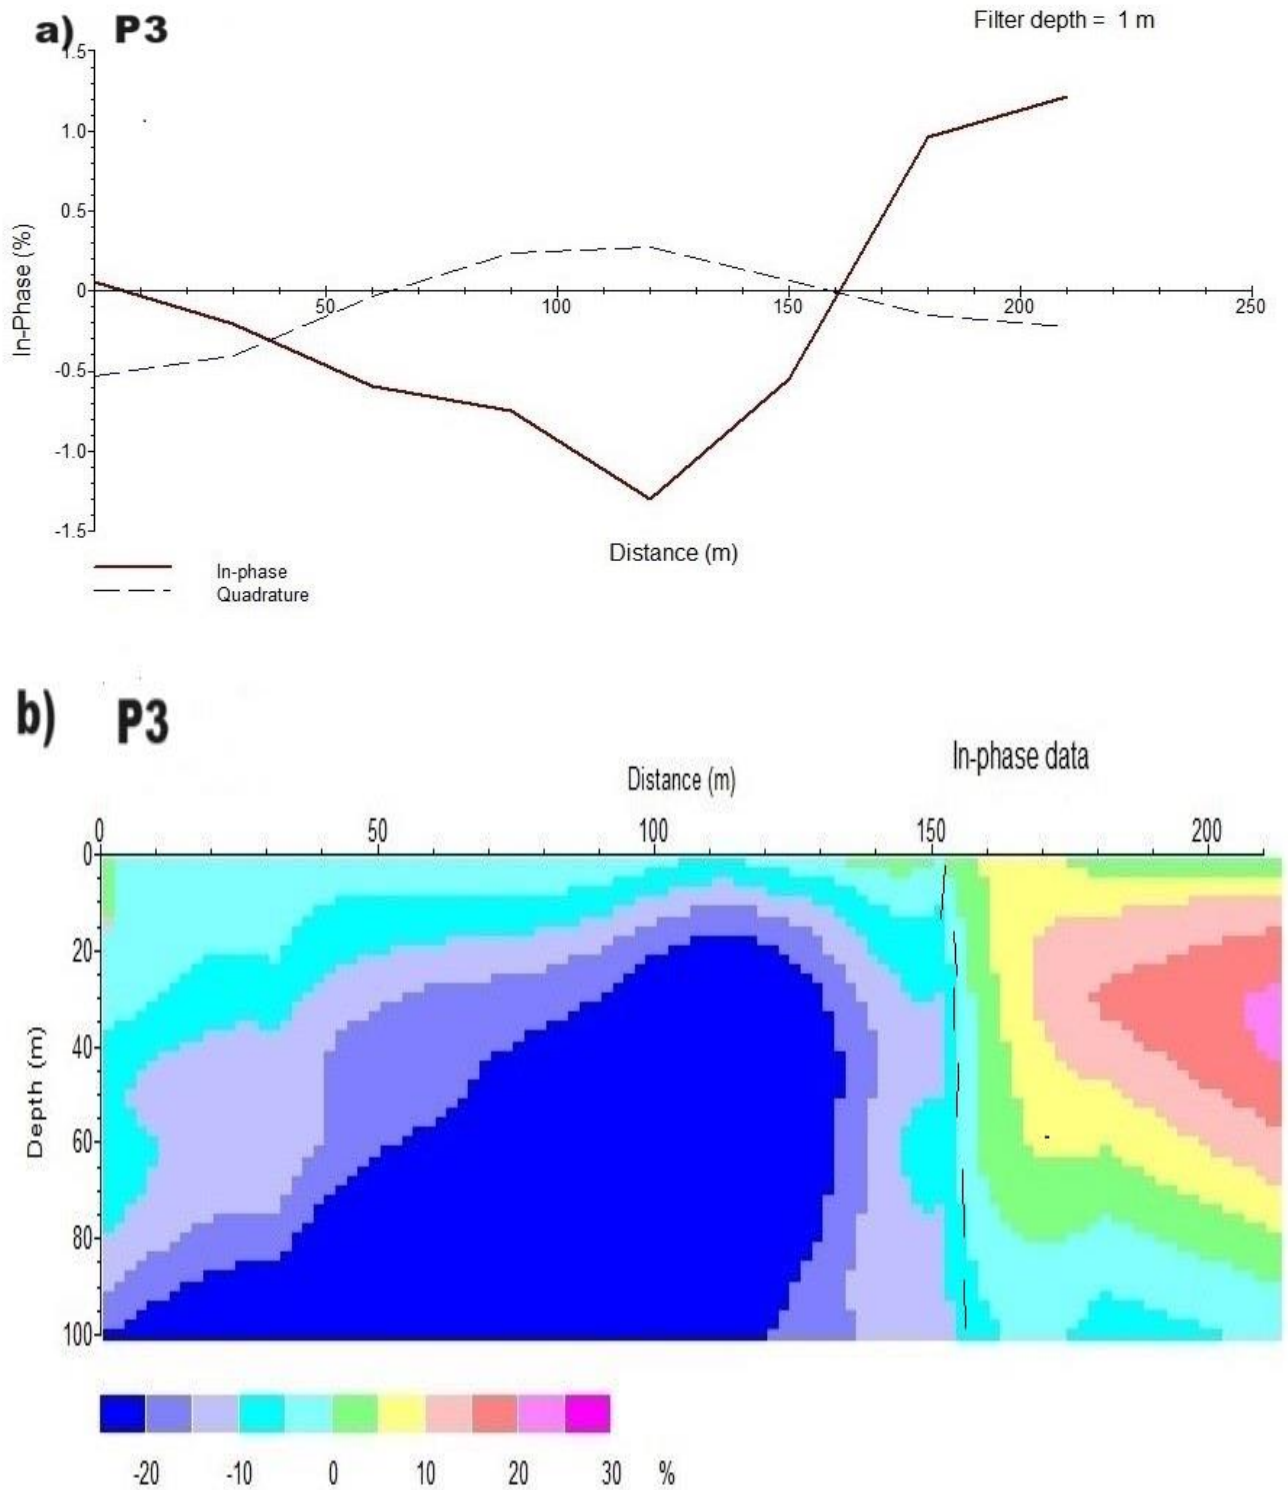 a) P3
Filter depth = 1 m
1.5
1.0
0.5
0
-0.5
-1.0
-1.5
In-Phase (%)
50 100 150 200 250
Distance (m)
In-phase
Quadrature
b) P3
In-phase data
Distance (m)
0 50 100 150 200
0
20
40
60
80
100
Depth (m)
-20 -10 0 10 20 30 %